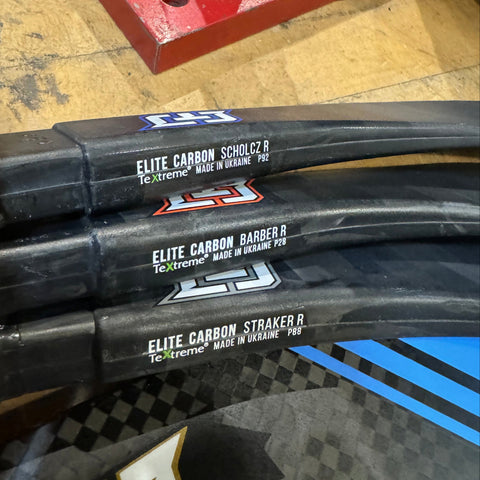 ELITE CARBON SCHOLCZ R
TeXtreme® MADE IN UKRAINE P92
ELITE CARBON BARBER R
TeXtreme® MADE IN UKRAINE P28
ELITE CARBON STRAKER R
TeXtreme® MADE IN UKRAINE P89